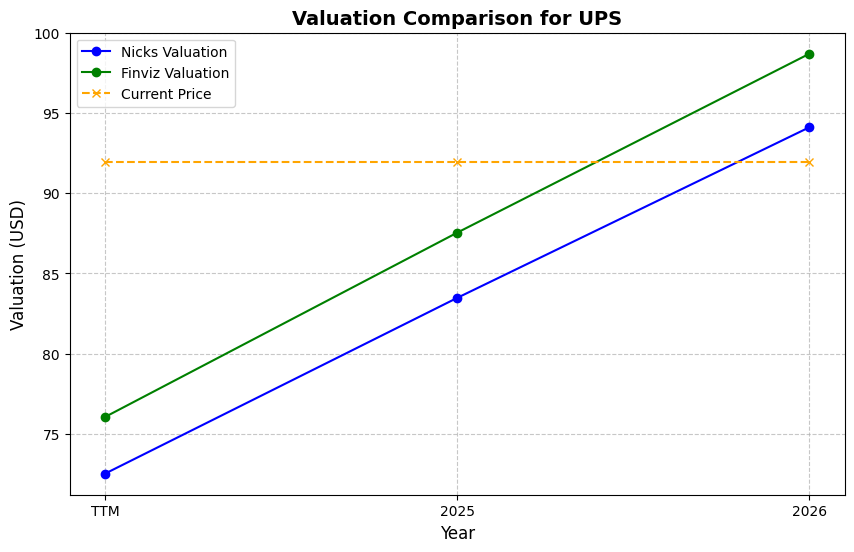 Valuation Comparison for UPS
Nicks Valuation
Finviz Valuation
Current Price
Valuation (USD)
100
95
90
85
80
75
TTM
2025
2026
Year